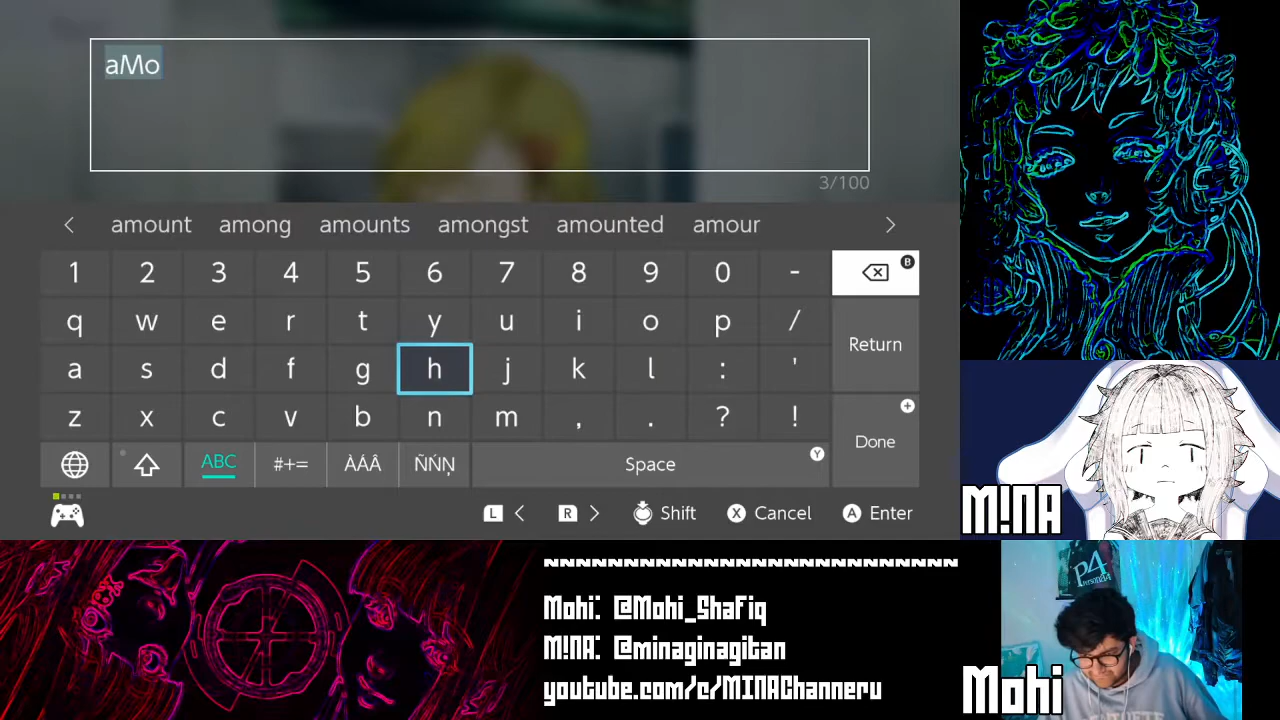 aMo
3/100
< amount among amounts amongst amounted amour >
1 2 3 4 5 6 7 8 9 0 - B
q w e r t y u i o p /
Return
a s d f g h j k l : '
z x c v b n m , . ? ! +
Done
ABC #+= ÀÁÂ ÑŃŅ Space Y
L < R > Shift X Cancel A Enter
M!NA
P4
PERSONA
~~~~~~~~~~~~~~~~~~~~~~~~~~
Mohi: @Mohi_Shafiq
M!NA: @minaginagitan
youtube.com/c/MINAChanneru
Mohi